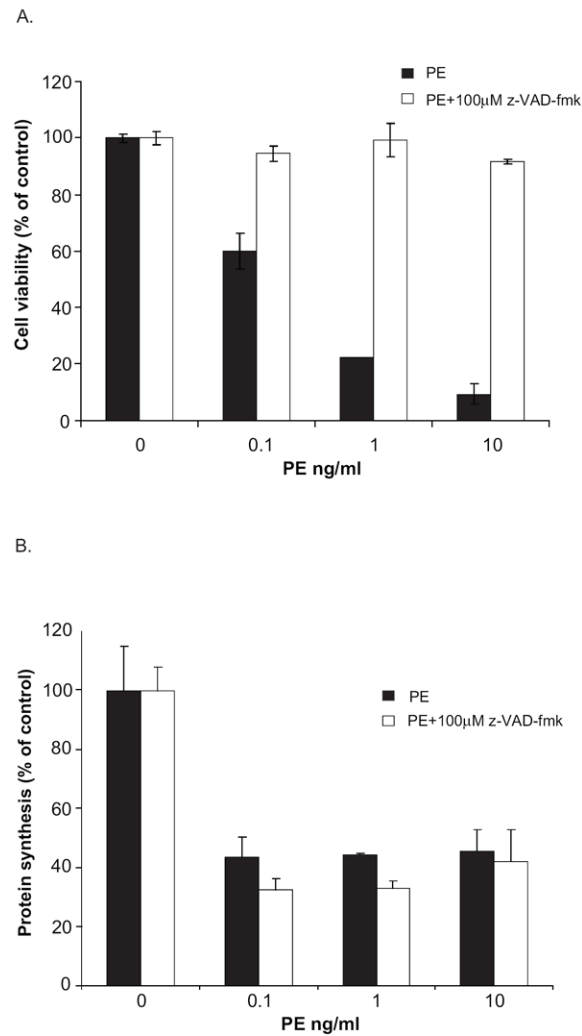 A.
Cell viability (% of control)
120
100
80
60
40
20
0
PE
PE+100μM z-VAD-fmk
0 0.1 1 10
PE ng/ml
B.
Protein synthesis (% of control)
120
100
80
60
40
20
0
PE
PE+100μM z-VAD-fmk
0 0.1 1 10
PE ng/ml